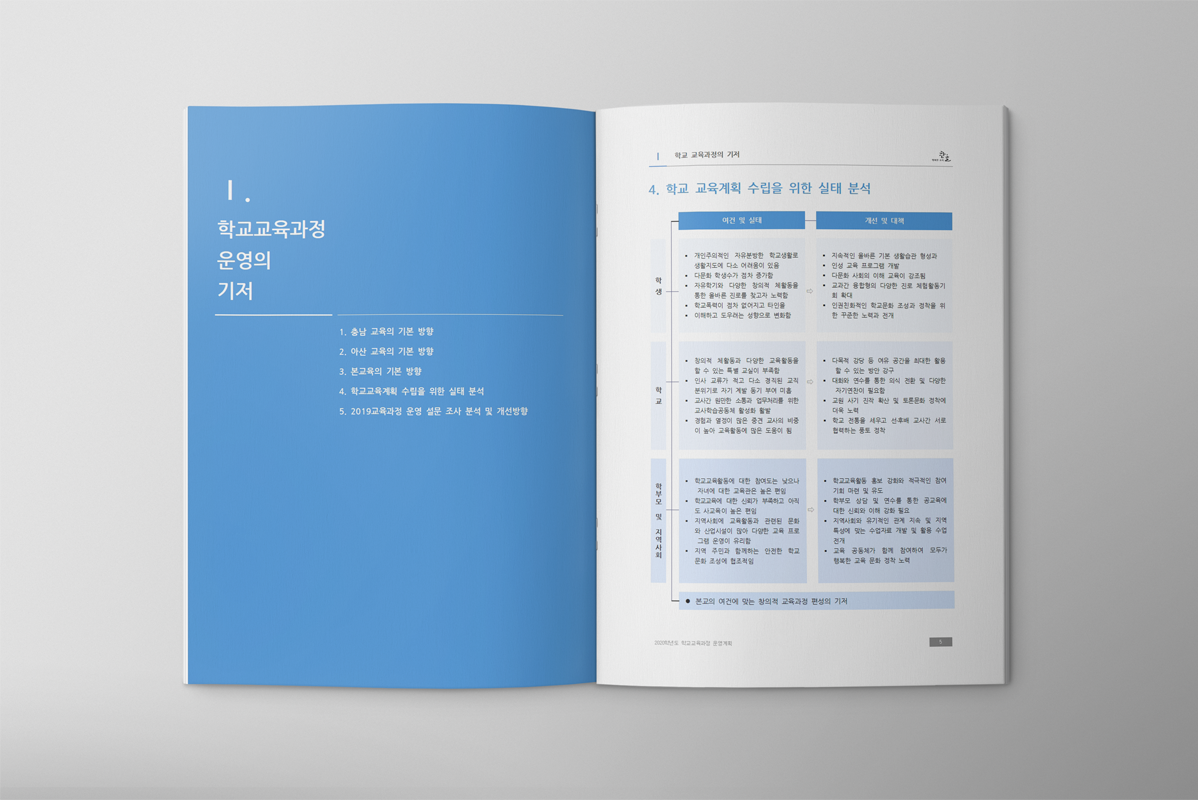 Ⅰ.
학교교육과정
운영의
기저
1. 충남 교육의 기본 방향
2. 아산 교육의 기본 방향
3. 본교육의 기본 방향
4. 학교교육계획 수립을 위한 실태 분석
5. 2019교육과정 운영 설문 조사 분석 및 개선방향
Ⅰ 학교 교육과정의 기저
4. 학교 교육계획 수립을 위한 실태 분석
여건 및 실태
개선 및 대책
학생
• 개인주의적인 자유분방한 학교생활로
생활지도에 다소 어려움이 있음
• 다문화 학생수가 점차 증가함
• 자유학기와 다양한 창의적 체활동을
통한 올바른 진로를 찾고자 노력함
• 학교폭력이 점차 없어지고 타인을
• 이해하고 도우려는 성향으로 변화함
⇨
• 지속적인 올바른 기본 생활습관 형성과
• 인성 교육 프로그램 개발
• 다문화 사회의 이해 교육이 강조됨
• 교과간 융합형의 다양한 진로 체험활동기
회 확대
• 인권친화적인 학교문화 조성과 정착을 위
한 꾸준한 노력과 전개
학교
• 창의적 체활동과 다양한 교육활동을
할 수 있는 특별 교실이 부족함
• 인사 교류가 적고 다소 경직된 교직
분위기로 자기 계발 동기 부여 미흡
• 교사간 원만한 소통과 업무처리를 위한
교사학습공동체 활성화 활발
• 경험과 열정이 많은 중견 교사의 비중
이 높아 교육활동에 많은 도움이 됨
⇨
• 다목적 강당 등 여유 공간을 최대한 활용
할 수 있는 방안 강구
• 대화와 연수를 통한 의식 전환 및 다양한
자기연찬이 필요함
• 교원 사기 진작 확산 및 토론문화 정착에
더욱 노력
• 학교 전통을 세우고 선·후배 교사간 서로
협력하는 풍토 정착
학부모 및 지역사회
• 학교교육활동에 대한 참여도는 낮으나
자녀에 대한 교육관은 높은 편임
• 학교교육에 대한 신뢰가 부족하고 아직
도 사교육이 높은 편임
• 지역사회에 교육활동과 관련된 문화
와 산업시설이 많아 다양한 교육 프로
그램 운영이 유리함
• 지역 주민과 함께하는 안전한 학교
문화 조성에 협조적임
⇨
• 학교교육활동 홍보 강화와 적극적인 참여
기회 마련 및 유도
• 학부모 상담 및 연수를 통한 공교육에
대한 신뢰와 이해 강화 필요
• 지역사회와 유기적인 관계 지속 및 지역
특성에 맞는 수업자료 개발 및 활용 수업
전개
• 교육 공동체가 함께 참여하여 모두가
행복한 교육 문화 정착 노력
● 본교의 여건에 맞는 창의적 교육과정 편성의 기저
2020학년도 학교교육과정 운영계획
5